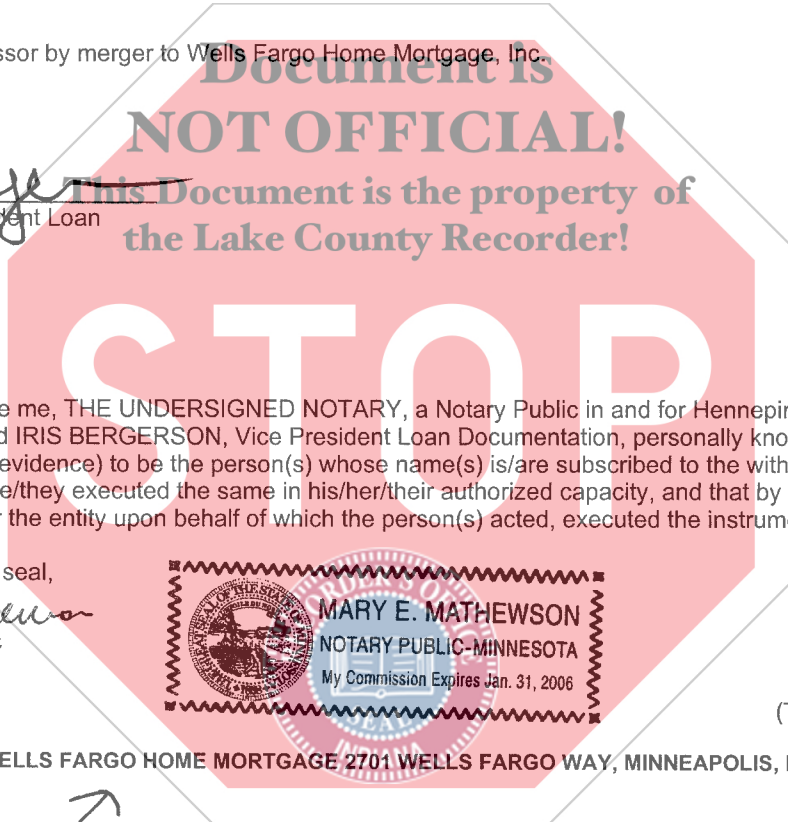 ssor by merger to Wells Fargo Home Mortgage, Inc.
Document is
NOT OFFICIAL!
This Document is the property of
dent Loan
the Lake County Recorder!
STOP
e me, THE UNDERSIGNED NOTARY, a Notary Public in and for Hennepin
d IRIS BERGERSON, Vice President Loan Documentation, personally kno
evidence) to be the person(s) whose name(s) is/are subscribed to the with
e/they executed the same in his/her/their authorized capacity, and that by
r the entity upon behalf of which the person(s) acted, executed the instrume
seal,
MARY E. MATHEWSON
NOTARY PUBLIC-MINNESOTA
My Commission Expires Jan. 31, 2006
SEAL
INDIANA
(T
ELLS FARGO HOME MORTGAGE 2701 WELLS FARGO WAY, MINNEAPOLIS,